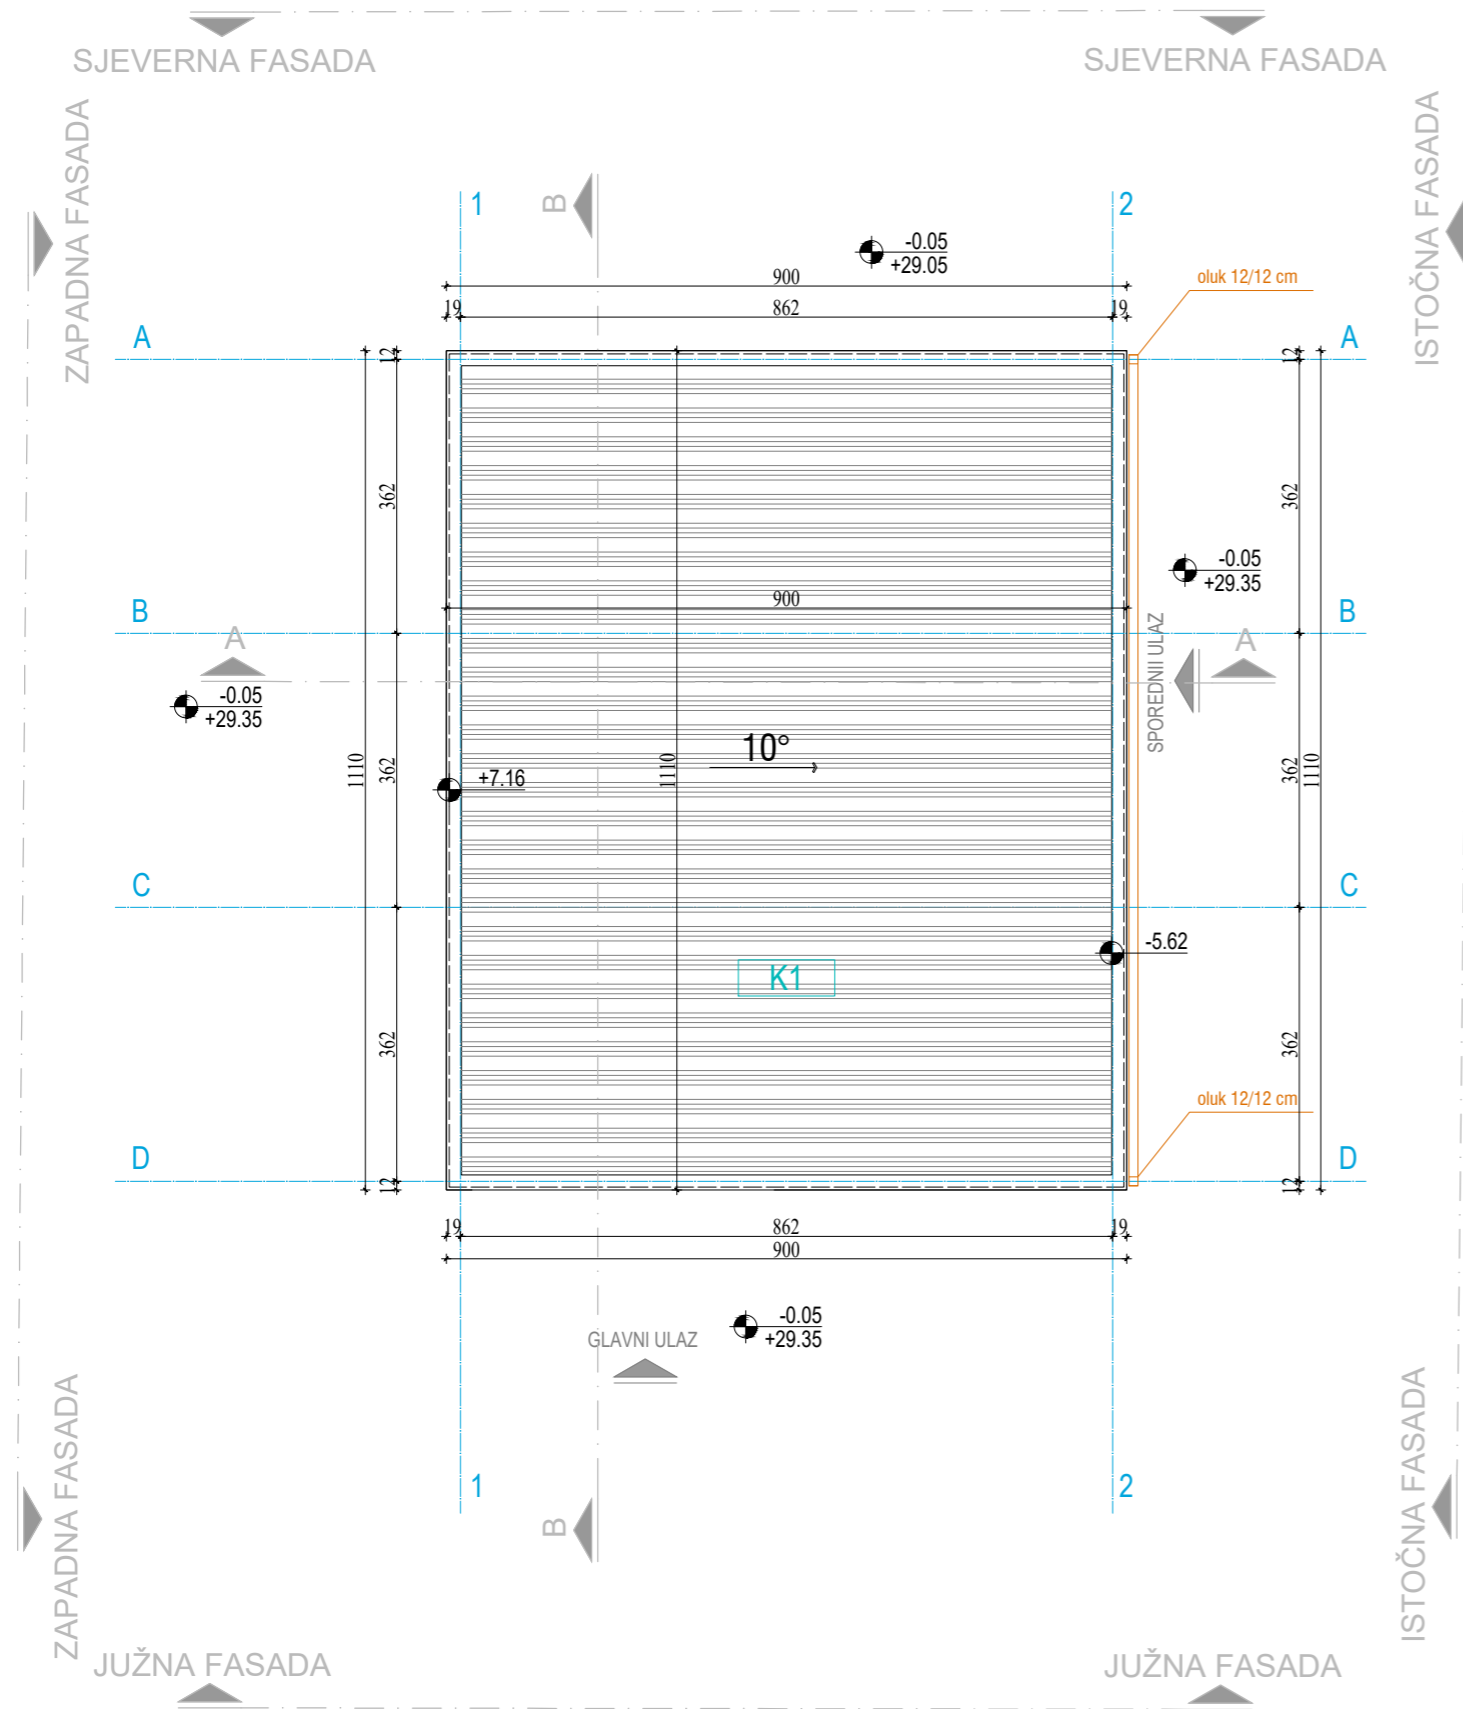 SJEVERNA FASADA
SJEVERNA FASADA
ZAPADNA FASADA
ISTOČNA FASADA
1
B
2
-0.05
+29.05
900
oluk 12/12 cm
19
862
19
A
12
12
A
362
362
-0.05
+29.35
B
900
B
A
SPOREDNII ULAZ
A
-0.05
+29.35
10°
1110
362
1110
362
1110
+7.16
C
C
-5.62
K1
362
362
oluk 12/12 cm
D
12
12
D
19
862
19
900
-0.05
+29.35
GLAVNI ULAZ
ZAPADNA FASADA
ISTOČNA FASADA
1
B
2
JUŽNA FASADA
JUŽNA FASADA